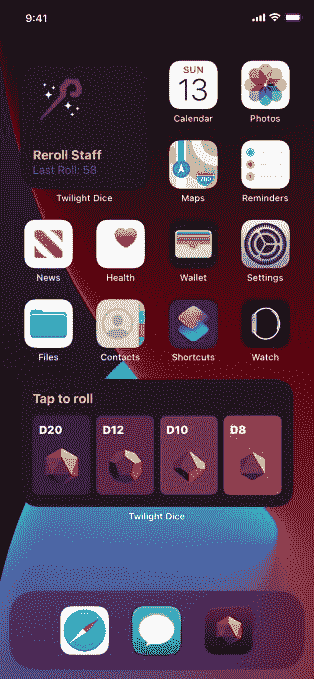 9:41
SUN
13
Calendar
Photos
Reroll Staff
Last Roll: 58
Twilight Dice
Maps
Reminders
News
Health
Wallet
Settings
Files
Contacts
Shortcuts
Watch
Tap to roll
D20
D12
D10
D8
Twilight Dice